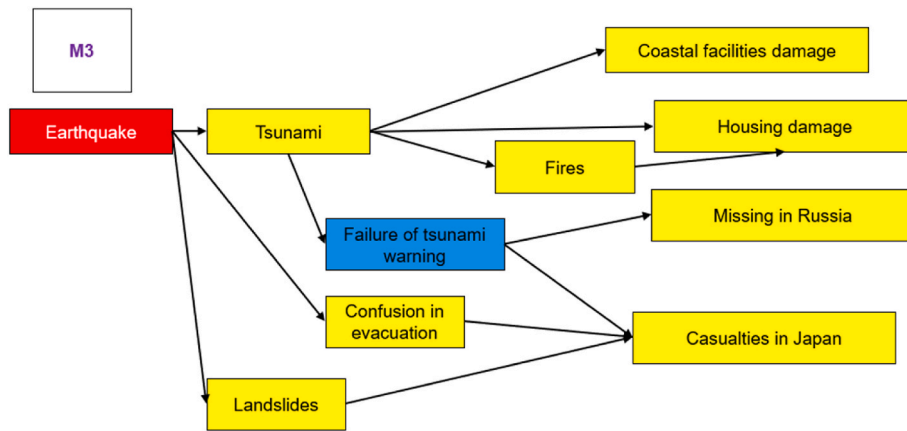 M3
Coastal facilities damage
Earthquake
Tsunami
Housing damage
Fires
Missing in Russia
Failure of tsunami
warning
Confusion in
evacuation
Casualties in Japan
Landslides